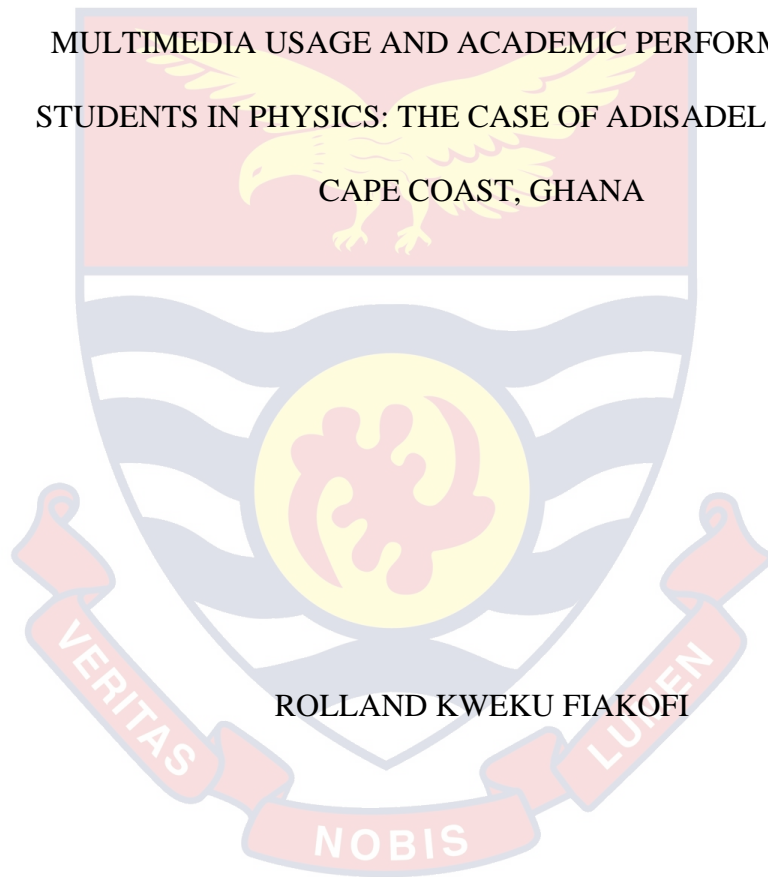 MULTIMEDIA USAGE AND ACADEMIC PERFORM
STUDENTS IN PHYSICS: THE CASE OF ADISADEL
CAPE COAST, GHANA
ROLLAND KWEKU FIAKOFI
VERITAS
NOBIS
LUMEN